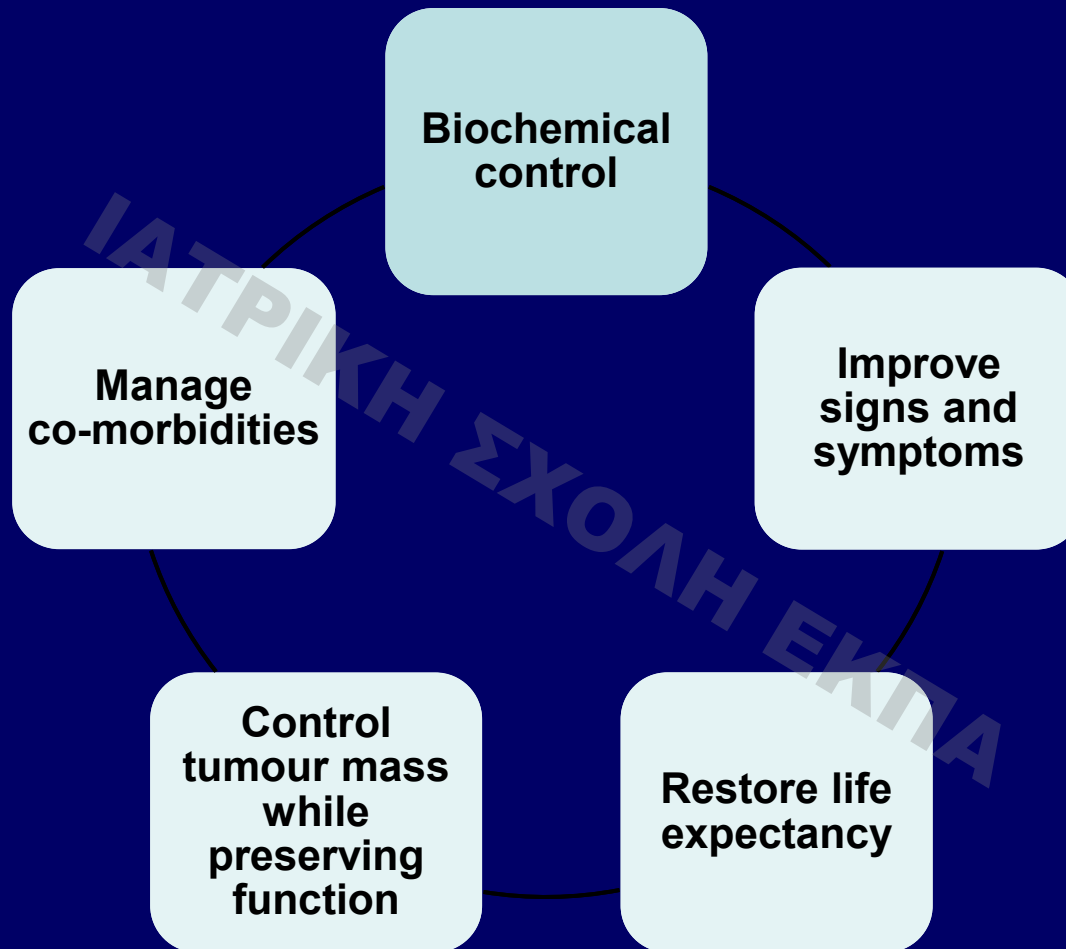 Biochemical
control
Improve
signs and
symptoms
Restore life
expectancy
Control
tumour mass
while
preserving
function
Manage
co-morbidities
ΙΑΤΡΙΚΗ ΣΧΟΛΗ ΕΚΠΑ